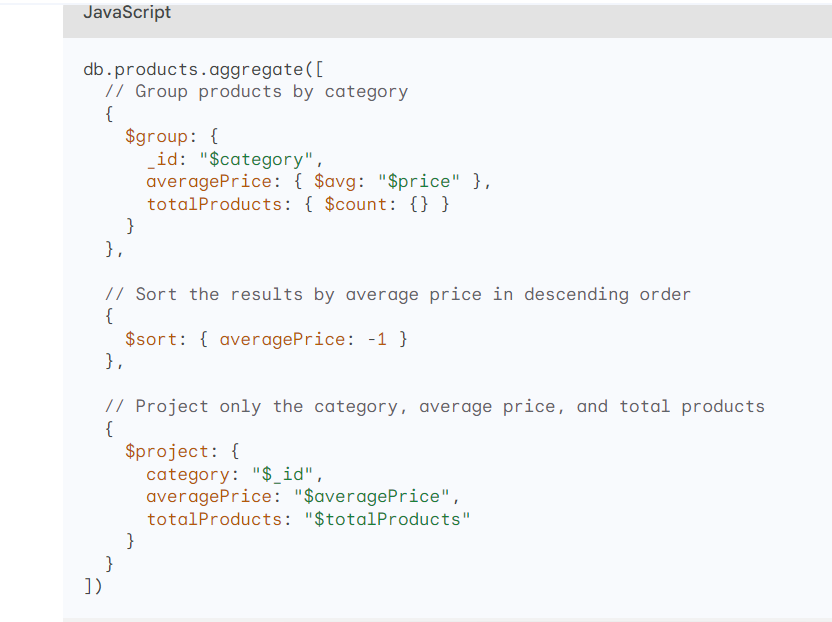 JavaScript
db.products.aggregate([
// Group products by category
{
$group: {
_id: "$category",
averagePrice: { $avg: "$price" },
totalProducts: { $count: {} }
}
},
// Sort the results by average price in descending order
{
$sort: { averagePrice: -1 }
},
// Project only the category, average price, and total products
{
$project: {
category: "$_id",
averagePrice: "$averagePrice",
totalProducts: "$totalProducts"
}
}
])